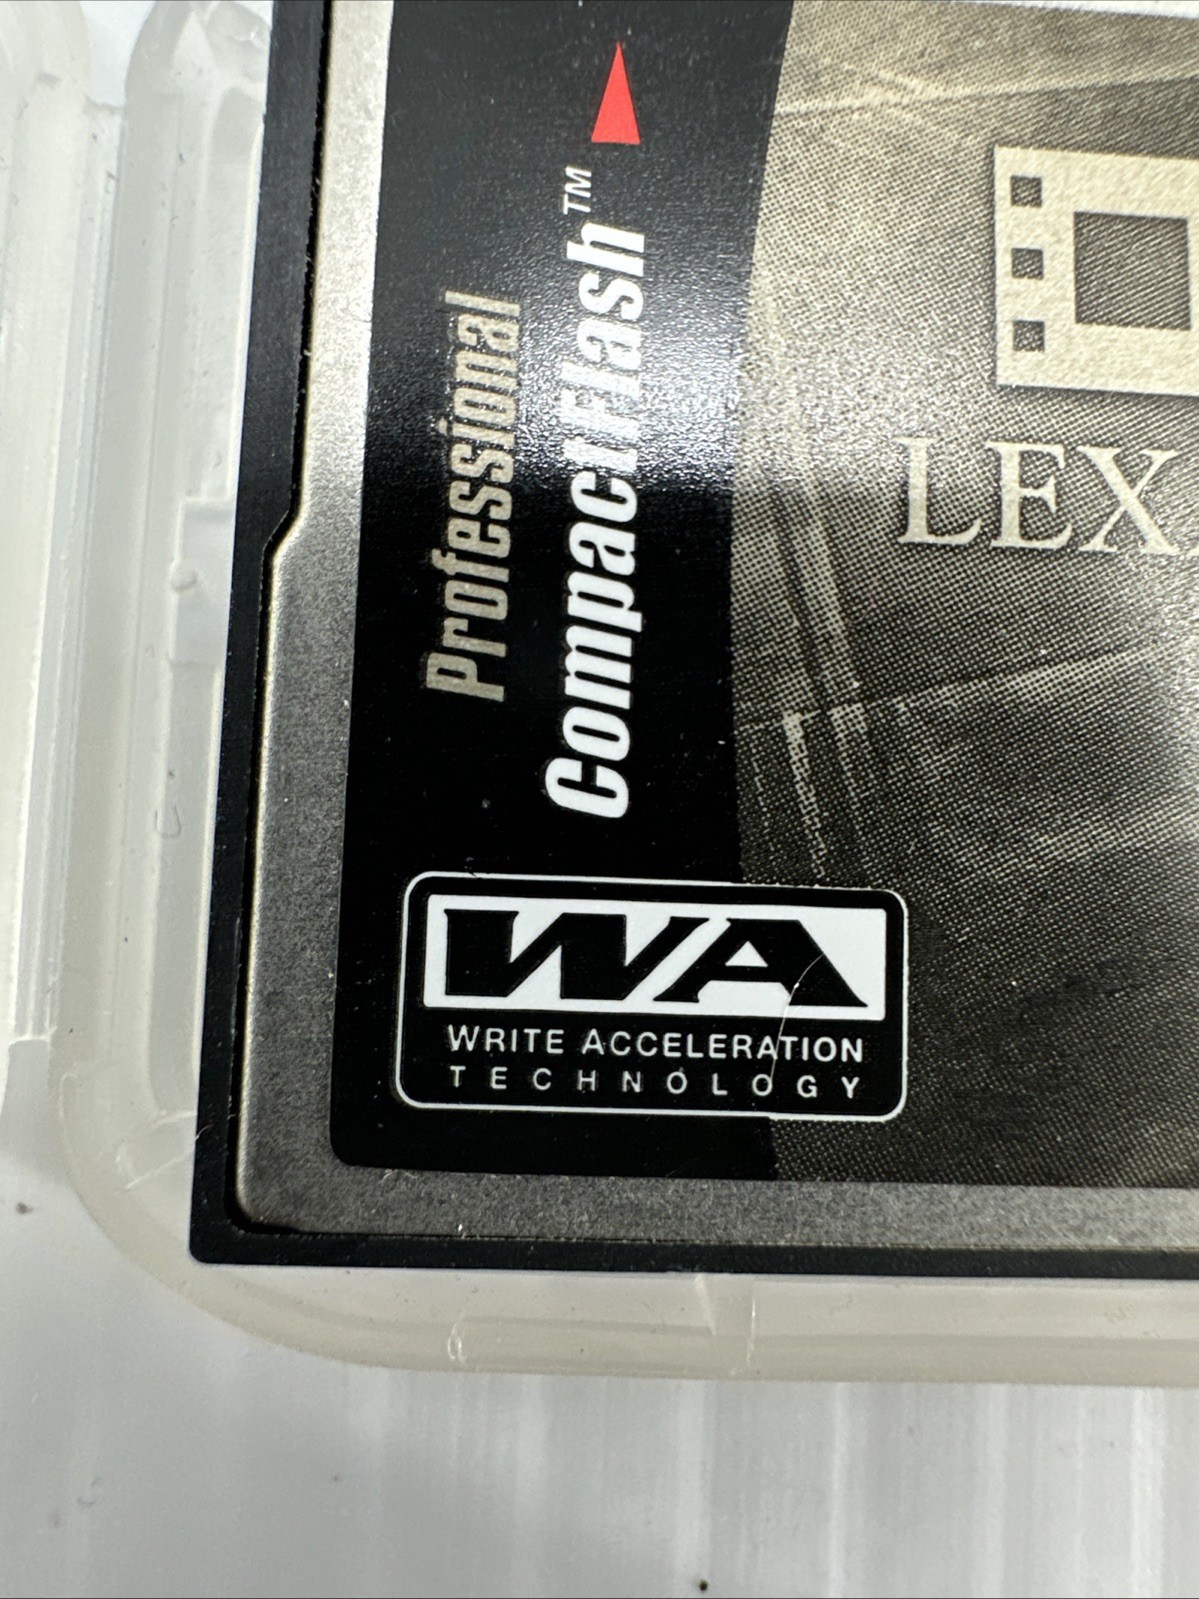 Professional
CompactFlash™
LEX
WA
WRITE ACCELERATION
TECHNOLOGY